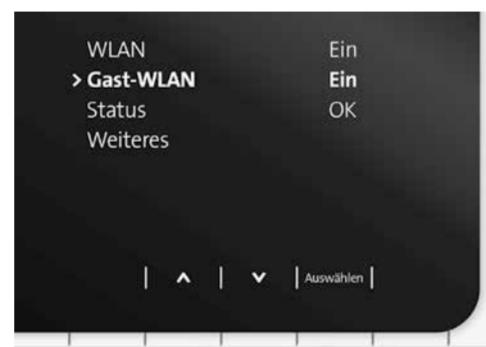 WLAN Ein
> Gast-WLAN Ein
Status OK
Weiteres
Auswählen